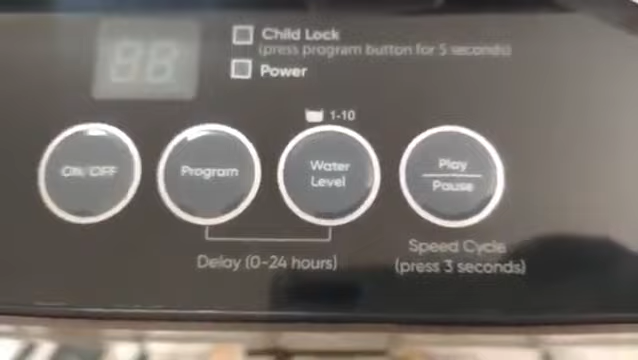 88
Child Lock
(press program button for 5 seconds)
Power
1-10
ON/OFF
Program
Water
Level
Play
Pause
Delay (0-24 hours)
Speed Cycle
(press 3 seconds)